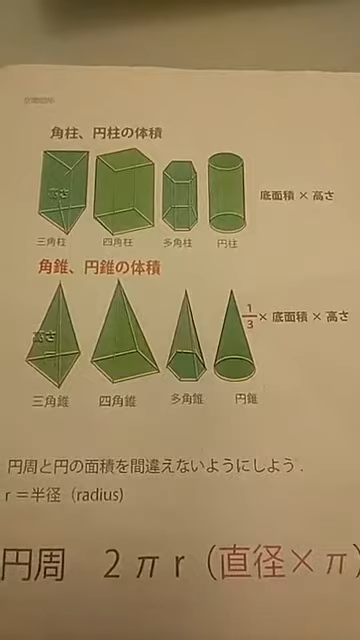 角柱、円柱の体積
高さ
底面積 × 高さ
三角柱 四角柱 多角柱 円柱
角錐、円錐の体積
高さ
1/3 × 底面積 × 高さ
三角錐 四角錐 多角錐 円錐
円周と円の面積を間違えないようにしよう.
r =半径 (radius)
円周 2 π r (直径× π)